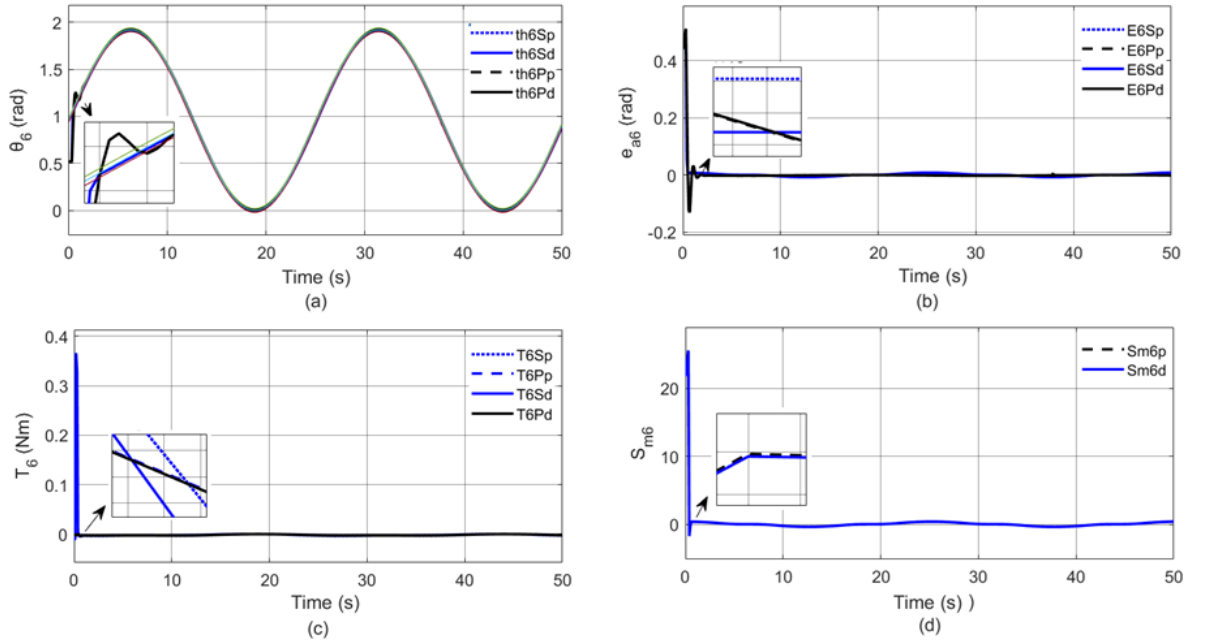 2
1.5
1
0.5
0
θ6 (rad)
th6Sp
th6Sd
th6Pp
th6Pd
0 10 20 30 40 50
Time (s)
(a)
0.4
0.2
0
-0.2
ea6 (rad)
E6Sp
E6Pp
E6Sd
E6Pd
0 10 20 30 40 50
Time (s)
(b)
0.4
0.3
0.2
0.1
0
T6 (Nm)
T6Sp
T6Pp
T6Sd
T6Pd
0 10 20 30 40 50
Time (s)
(c)
20
10
0
Sm6
Sm6p
Sm6d
0 10 20 30 40 50
Time (s) )
(d)